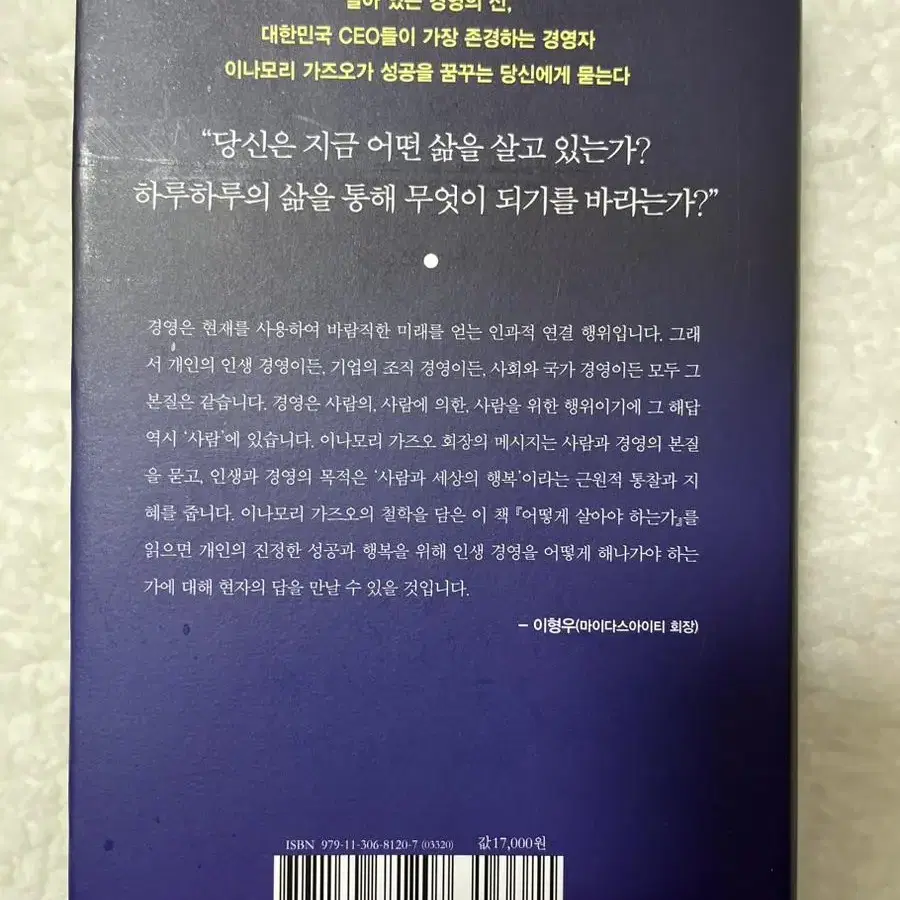 살아 있는 경영의 신,
대한민국 CEO들이 가장 존경하는 경영자
이나모리 가즈오가 성공을 꿈꾸는 당신에게 묻는다
“당신은 지금 어떤 삶을 살고 있는가?
하루하루의 삶을 통해 무엇이 되기를 바라는가?”
경영은 현재를 사용하여 바람직한 미래를 얻는 인과적 연결 행위입니다. 그래
서 개인의 인생 경영이든, 기업의 조직 경영이든, 사회와 국가 경영이든 모두 그
본질은 같습니다. 경영은 사람의, 사람에 의한, 사람을 위한 행위이기에 그 해답
역시 ‘사람’에 있습니다. 이나모리 가즈오 회장의 메시지는 사람과 경영의 본질
을 묻고, 인생과 경영의 목적은 ‘사람과 세상의 행복’이라는 근원적 통찰과 지
혜를 줍니다. 이나모리 가즈오의 철학을 담은 이 책 『어떻게 살아야 하는가』를
읽으면 개인의 진정한 성공과 행복을 위해 인생 경영을 어떻게 해나가야 하는
가에 대해 현자의 답을 만날 수 있을 것입니다.
– 이형우(마이다스아이티 회장)
ISBN 979-11-306-8120-7 (03320) 값17,000원